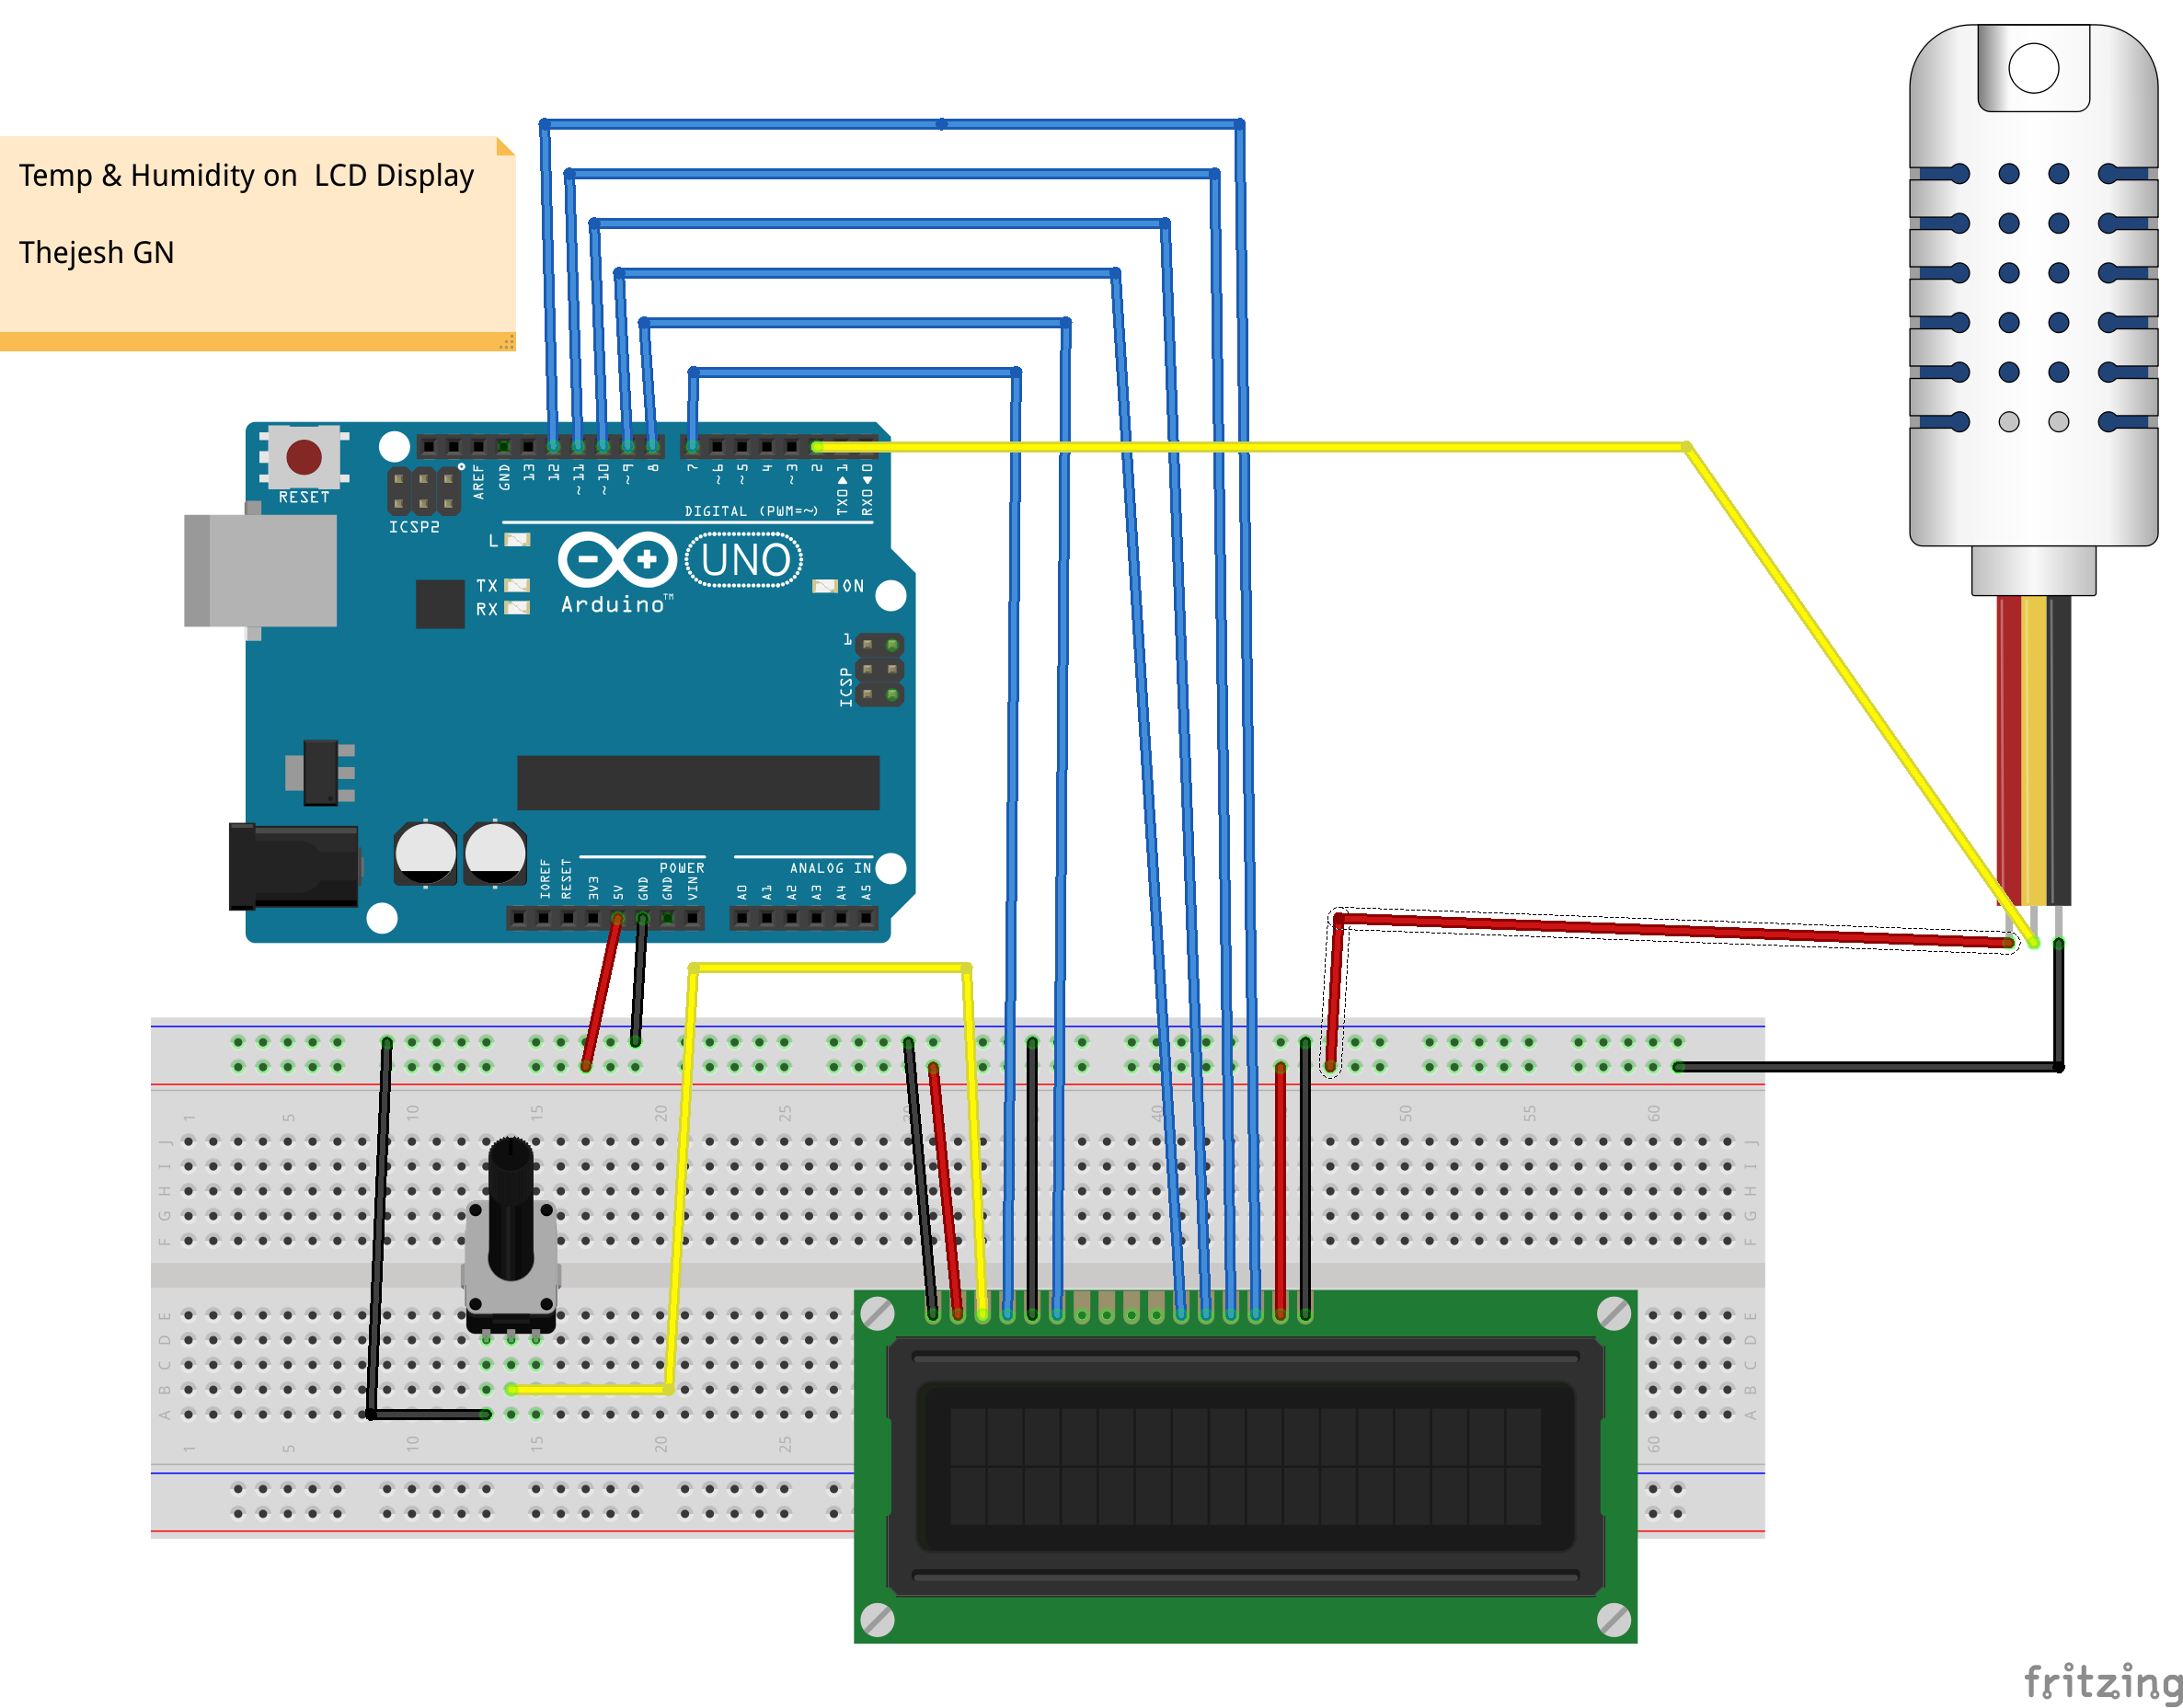 Temp & Humidity on LCD Display
Thejesh GN
RESET
ICSP2
AREF
GND
13
12
~11
~10
~9
8
7
~6
~5
4
~3
2
TX0▶1
RX0◀0
DIGITAL (PWM=~)
L
TX
RX
UNO
ON
Arduino™
1
ICSP
IOREF
RESET
3V3
5V
GND
GND
VIN
POWER
A0
A1
A2
A3
A4
A5
ANALOG IN
1 5 10 15 20 25 40 50 55 60
J J
I I
H H
G G
F F
E E
D D
C C
B B
A A
1 5 10 15 20 25 60
fritzing